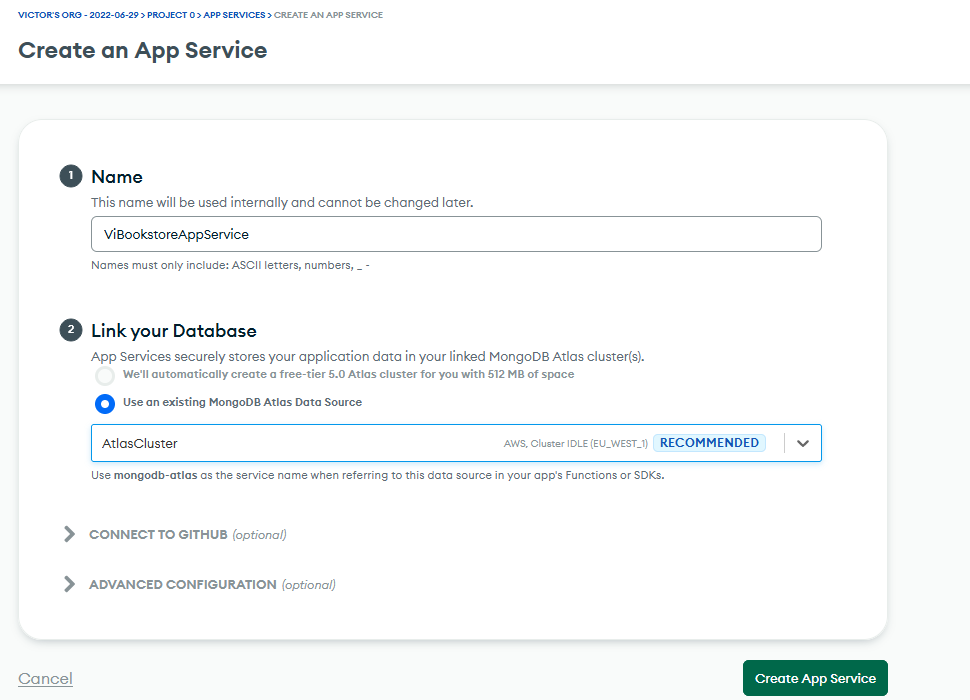 VICTOR'S ORG - 2022-06-29 > PROJECT 0 > APP SERVICES > CREATE AN APP SERVICE
Create an App Service
1 Name
This name will be used internally and cannot be changed later.
ViBookstoreAppService
Names must only include: ASCII letters, numbers, _ -
2 Link your Database
App Services securely stores your application data in your linked MongoDB Atlas cluster(s).
We'll automatically create a free-tier 5.0 Atlas cluster for you with 512 MB of space
Use an existing MongoDB Atlas Data Source
AtlasCluster AWS, Cluster IDLE (EU_WEST_1) RECOMMENDED
Use mongodb-atlas as the service name when referring to this data source in your app's Functions or SDKs.
CONNECT TO GITHUB (optional)
ADVANCED CONFIGURATION (optional)
Cancel Create App Service